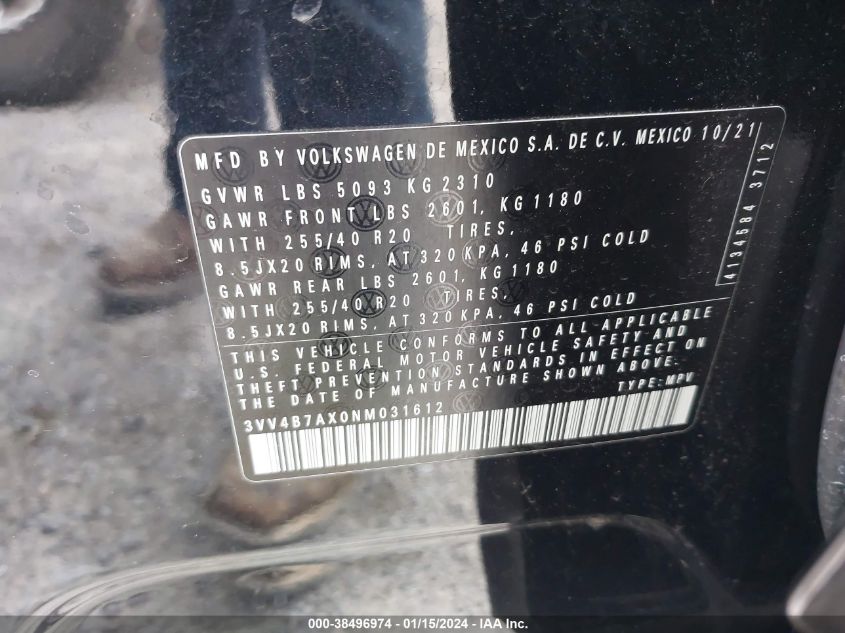 MFD BY VOLKSWAGEN DE MEXICO S.A. DE C.V. MEXICO 10/21
GVWR LBS 5093 KG 2310
GAWR FRONT LBS 2601, KG 1180
WITH 255/40 R20 TIRES,
8.5JX20 RIMS, AT 320 KPA, 46 PSI COLD
GAWR REAR LBS 2601, KG 1180
WITH 255/40 R20 TIRES,
8.5JX20 RIMS, AT 320 KPA, 46 PSI COLD
THIS VEHICLE CONFORMS TO ALL APPLICABLE
U.S. FEDERAL MOTOR VEHICLE SAFETY AND
THEFT PREVENTION STANDARDS IN EFFECT ON
THE DATE OF MANUFACTURE SHOWN ABOVE.
TYPE: MPV
3VV4B7AX0NM031612
4134584 3712
000-38496974 - 01/15/2024 - IAA Inc.